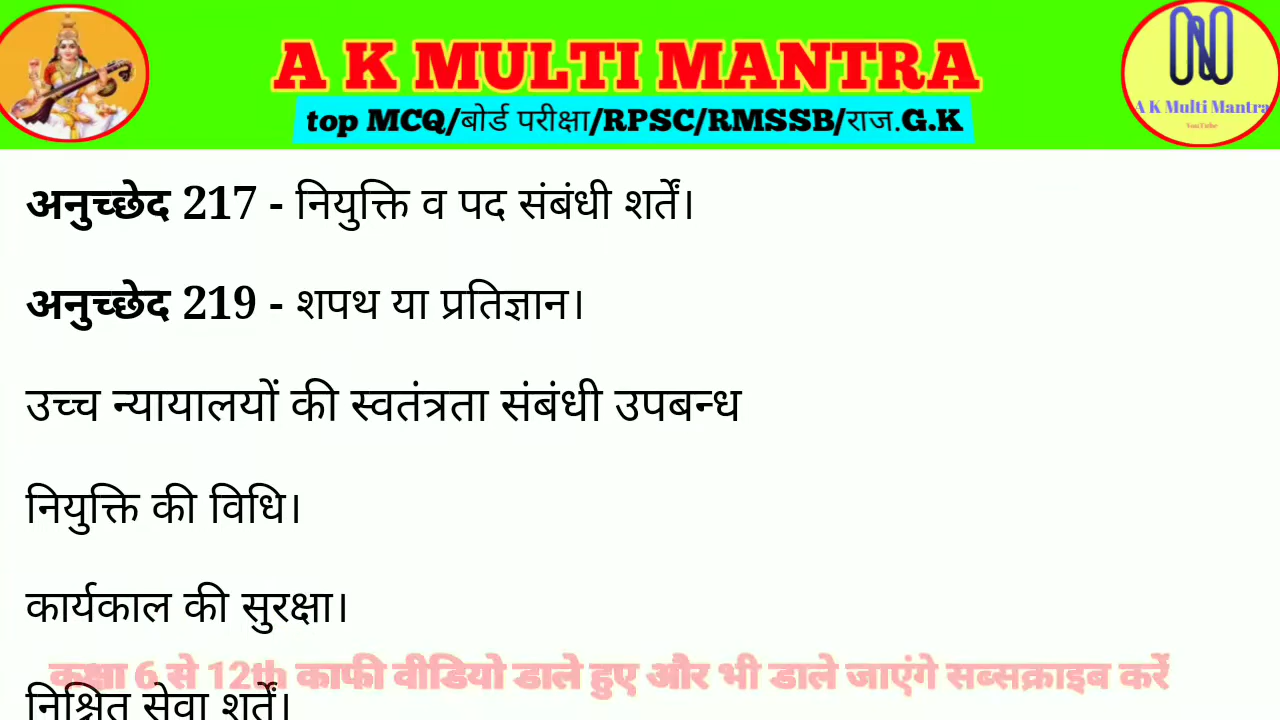 A K MULTI MANTRA
top MCQ/बोर्ड परीक्षा/RPSC/RMSSB/राज.G.K
A K Multi Mantra
YouTube
अनुच्छेद 217 - नियुक्ति व पद संबंधी शर्तें।
अनुच्छेद 219 - शपथ या प्रतिज्ञान।
उच्च न्यायालयों की स्वतंत्रता संबंधी उपबन्ध
नियुक्ति की विधि।
कार्यकाल की सुरक्षा।
कक्षा 6 से 12th काफी वीडियो डाले हुए और भी डाले जाएंगे सब्सक्राइब करें
निश्चित सेवा शर्तें।